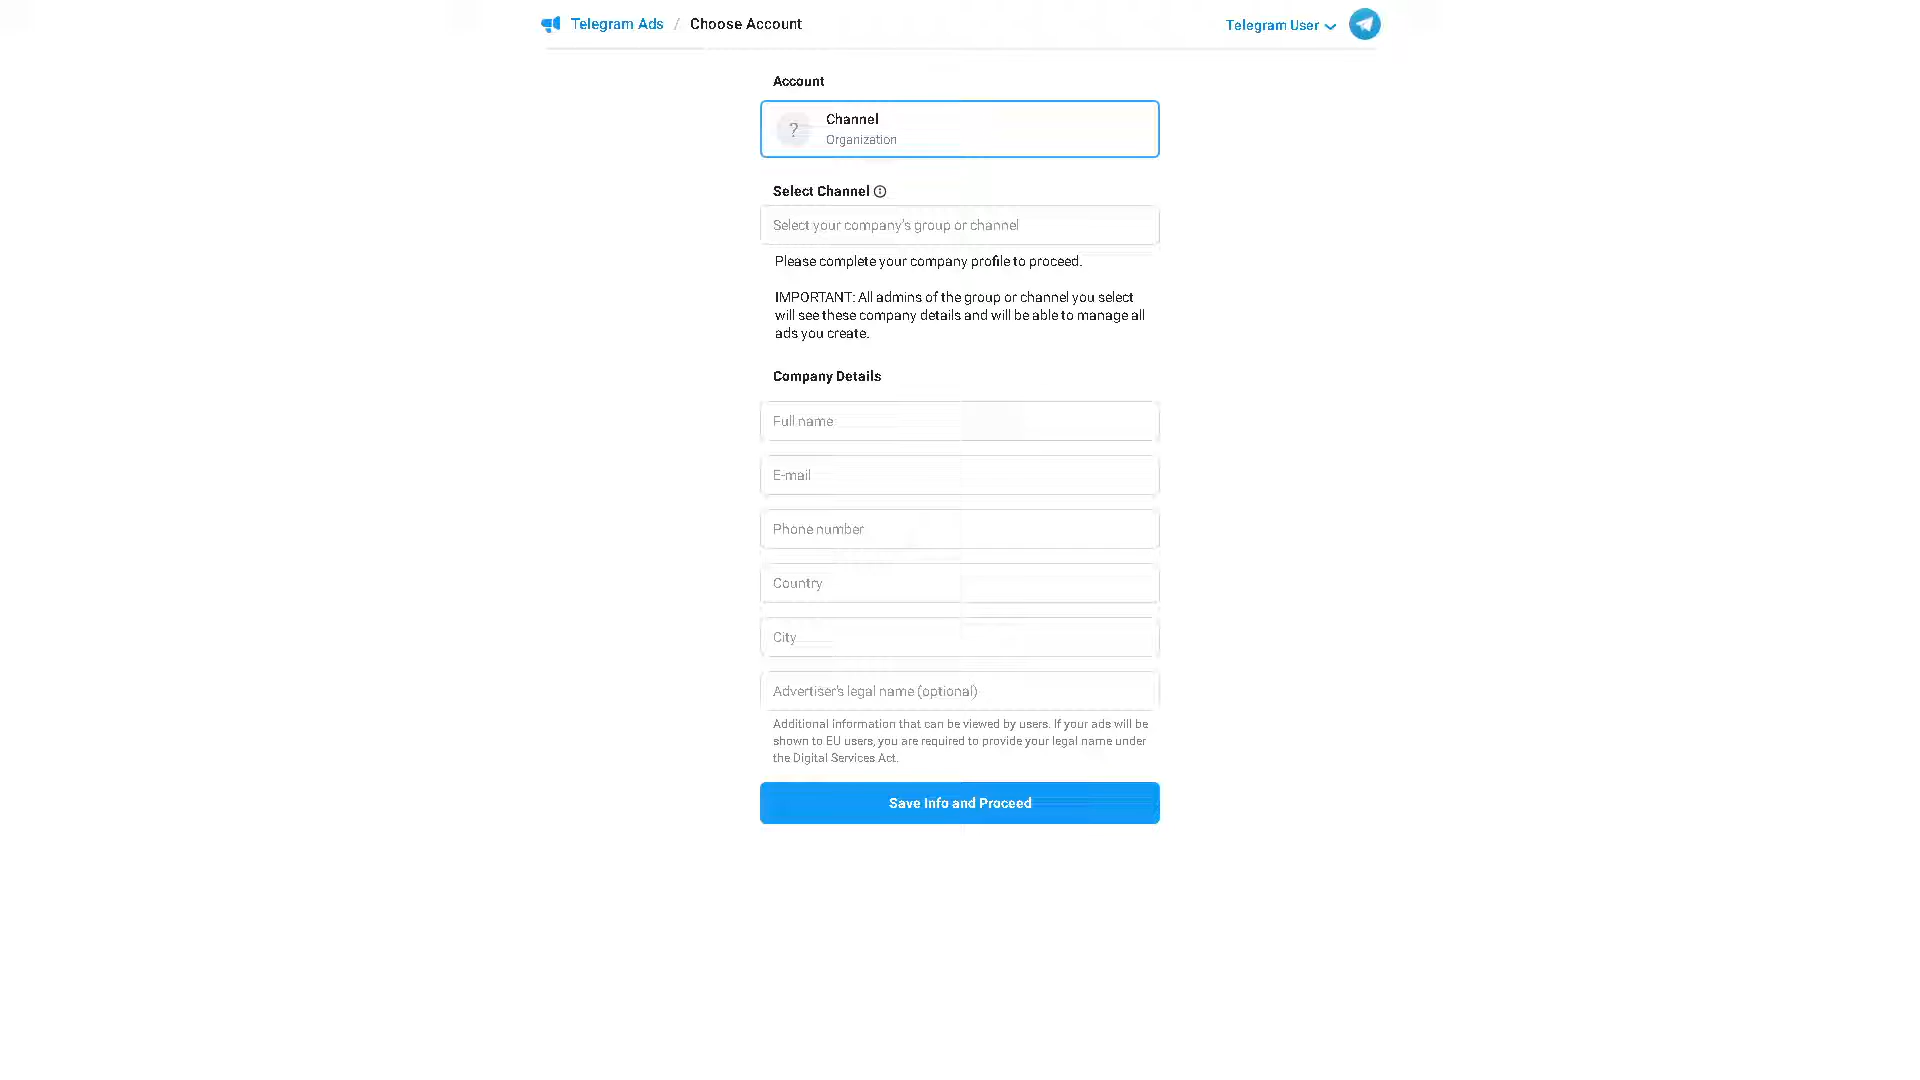 Telegram Ads / Choose Account
Telegram User
Account
?
Channel
Organization
Select Channel
Select your company's group or channel
Please complete your company profile to proceed.
IMPORTANT: All admins of the group or channel you select
will see these company details and will be able to manage all
ads you create.
Company Details
Full name
E-mail
Phone number
Country
City
Advertiser's legal name (optional)
Additional information that can be viewed by users. If your ads will be
shown to EU users, you are required to provide your legal name under
the Digital Services Act.
Save Info and Proceed